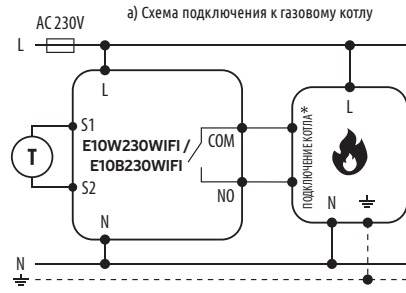 а) Схема подключения к газовому котлу
AC 230V
L
L
L
S1
E10W230WIFI /
E10B230WIFI
COM
ПОДКЛЮЧЕНИЕ КОТЛА*
T
S2
NO
N
N
N